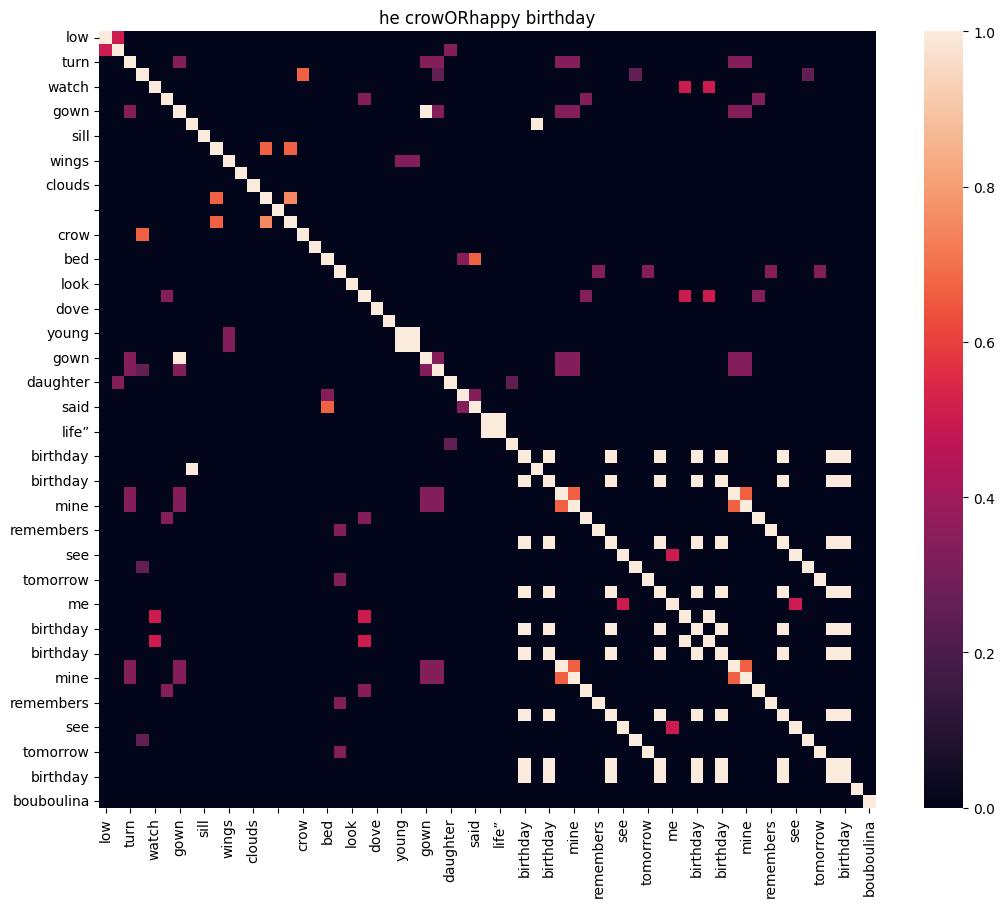 he crowORhappy birthday
low
turn
watch
gown
sill
wings
clouds
crow
bed
look
dove
young
gown
daughter
said
life”
birthday
birthday
mine
remembers
see
tomorrow
me
birthday
birthday
mine
remembers
see
tomorrow
birthday
bouboulina
low
turn
watch
gown
sill
wings
clouds
crow
bed
look
dove
young
gown
daughter
said
life”
birthday
birthday
mine
remembers
see
tomorrow
me
birthday
birthday
mine
remembers
see
tomorrow
birthday
bouboulina
1.0
0.8
0.6
0.4
0.2
0.0